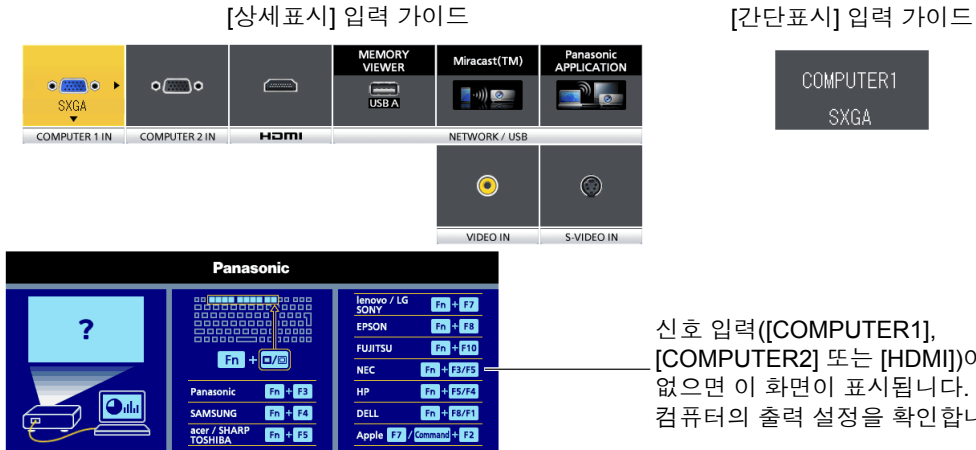 [상세표시] 입력 가이드
[간단표시] 입력 가이드
SXGA
COMPUTER 1 IN
COMPUTER 2 IN
HDMI
MEMORY
VIEWER
USB A
Miracast(TM)
Panasonic
APPLICATION
NETWORK / USB
VIDEO IN
S-VIDEO IN
COMPUTER1
SXGA
Panasonic
?
Fn +
Panasonic Fn + F3
SAMSUNG Fn + F4
acer / SHARP
TOSHIBA Fn + F5
lenovo / LG
SONY Fn + F7
EPSON Fn + F8
FUJITSU Fn + F10
NEC Fn + F3/F5
HP Fn + F5/F4
DELL Fn + F8/F1
Apple F7 / Command + F2
신호 입력([COMPUTER1],
[COMPUTER2] 또는 [HDMI])이
없으면 이 화면이 표시됩니다.
컴퓨터의 출력 설정을